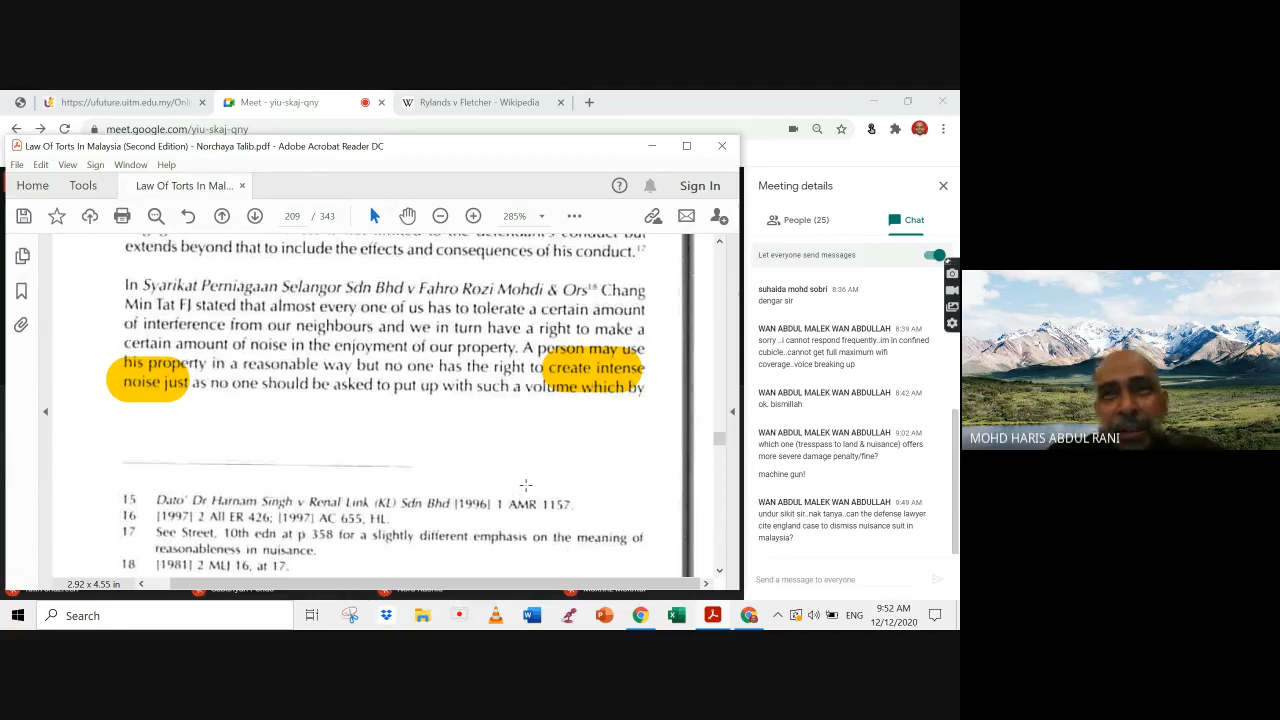 https://ufuture.uitm.edu.my/Onli
Meet - yiu-skaj-qny
Rylands v Fletcher - Wikipedia
meet.google.com/yiu-skaj-qny
Law Of Torts In Malaysia (Second Edition) - Norchaya Talib.pdf - Adobe Acrobat Reader DC
File Edit View Sign Window Help
Home Tools Law Of Torts In Mal... Sign In
209 / 343 285%
extends beyond that to include the effects and consequences of his conduct.17
In Syarikat Perniagaan Selangor Sdn Bhd v Fahro Rozi Mohdi & Ors18 Chang
Min Tat FJ stated that almost every one of us has to tolerate a certain amount
of interference from our neighbours and we in turn have a right to make a
certain amount of noise in the enjoyment of our property. A person may use
his property in a reasonable way but no one has the right to create intense
noise just as no one should be asked to put up with such a volume which by
15 Dato' Dr Harnam Singh v Renal Link (KL) Sdn Bhd [1996] 1 AMR 1157.
16 [1997] 2 All ER 426; [1997] AC 655, HL.
17 See Street, 10th edn at p 358 for a slightly different emphasis on the meaning of
reasonableness in nuisance.
18 [1981] 2 MLJ 16, at 17.
2.92 x 4.55 in
Meeting details
People (25) Chat
Let everyone send messages
suhaida mohd sobri 8:36 AM
dengar sir
WAN ABDUL MALEK WAN ABDULLAH 8:39 AM
sorry ..i cannot respond frequently..im in confined
cubicle..cannot get full maximum wifi
coverage..voice breaking up
WAN ABDUL MALEK WAN ABDULLAH 8:42 AM
ok. bismillah
WAN ABDUL MALEK WAN ABDULLAH 9:02 AM
which one (tresspass to land & nuisance) offers
more severe damage penalty/fine?
machine gun!
WAN ABDUL MALEK WAN ABDULLAH 9:49 AM
undur sikit sir..nak tanya..can the defense lawyer
cite england case to dismiss nuisance suit in
malaysia?
Send a message to everyone
MOHD HARIS ABDUL RANI
Search
ENG
9:52 AM
12/12/2020